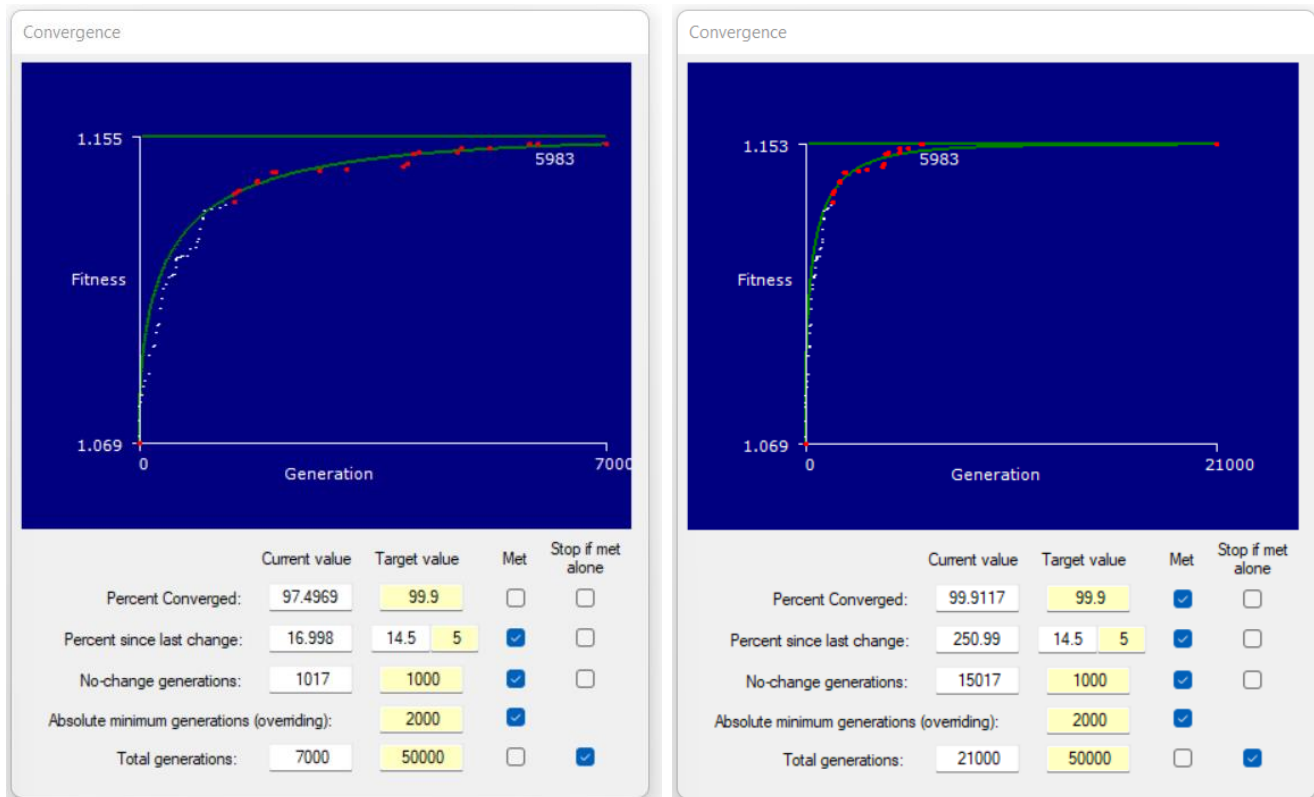 Convergence
1.155
5983
Fitness
1.069
0
7000
Generation
Current value Target value Met Stop if met alone
Percent Converged: 97.4969 99.9
Percent since last change: 16.998 14.5 5
No-change generations: 1017 1000
Absolute minimum generations (overriding): 2000
Total generations: 7000 50000
Convergence
1.153
5983
Fitness
1.069
0
21000
Generation
Current value Target value Met Stop if met alone
Percent Converged: 99.9117 99.9
Percent since last change: 250.99 14.5 5
No-change generations: 15017 1000
Absolute minimum generations (overriding): 2000
Total generations: 21000 50000